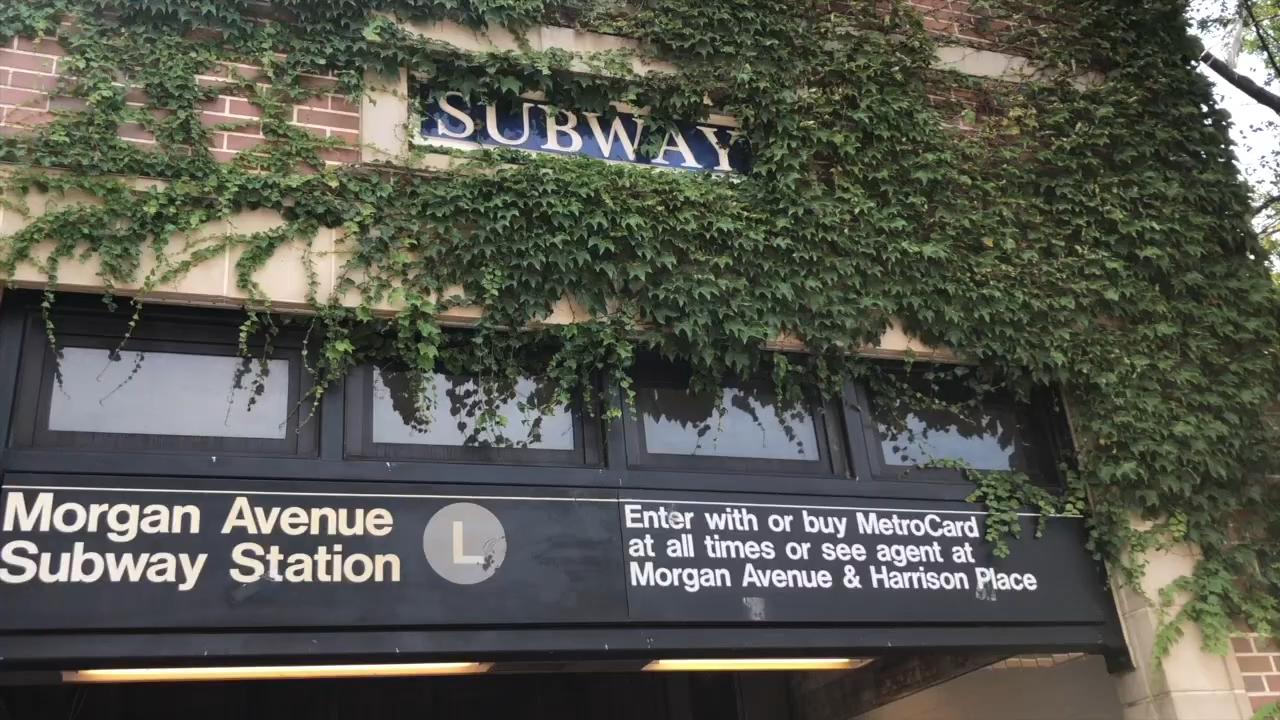 SUBWAY
Morgan Avenue
Subway Station
L
Enter with or buy MetroCard
at all times or see agent at
Morgan Avenue & Harrison Place